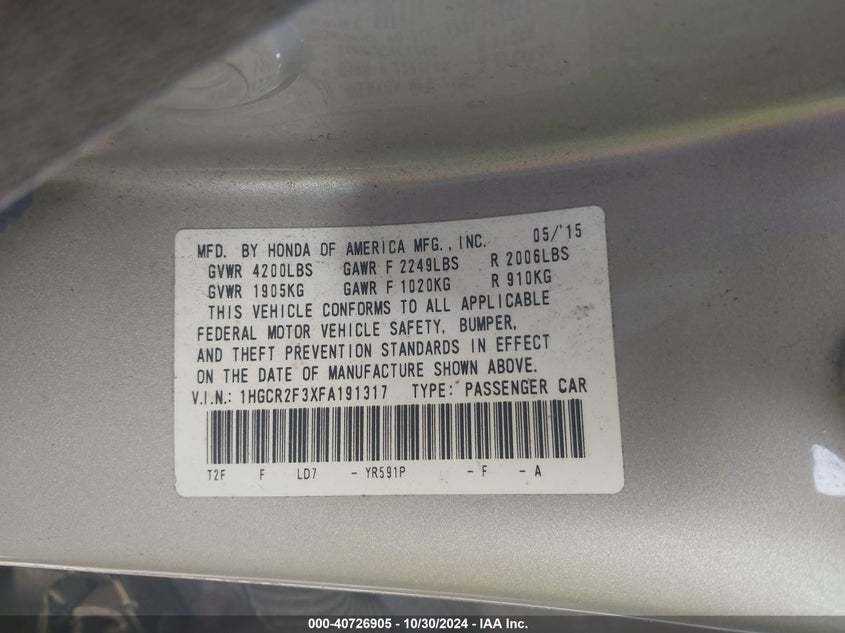 MFD. BY HONDA OF AMERICA MFG., INC. 05/'15
GVWR 4200LBS GAWR F 2249LBS R 2006LBS
GVWR 1905KG GAWR F 1020KG R 910KG
THIS VEHICLE CONFORMS TO ALL APPLICABLE
FEDERAL MOTOR VEHICLE SAFETY, BUMPER,
AND THEFT PREVENTION STANDARDS IN EFFECT
ON THE DATE OF MANUFACTURE SHOWN ABOVE.
V.I.N.: 1HGCR2F3XFA191317 TYPE: PASSENGER CAR
T2F F LD7 - YR591P - F - A
000-40726905 - 10/30/2024 - IAA Inc.